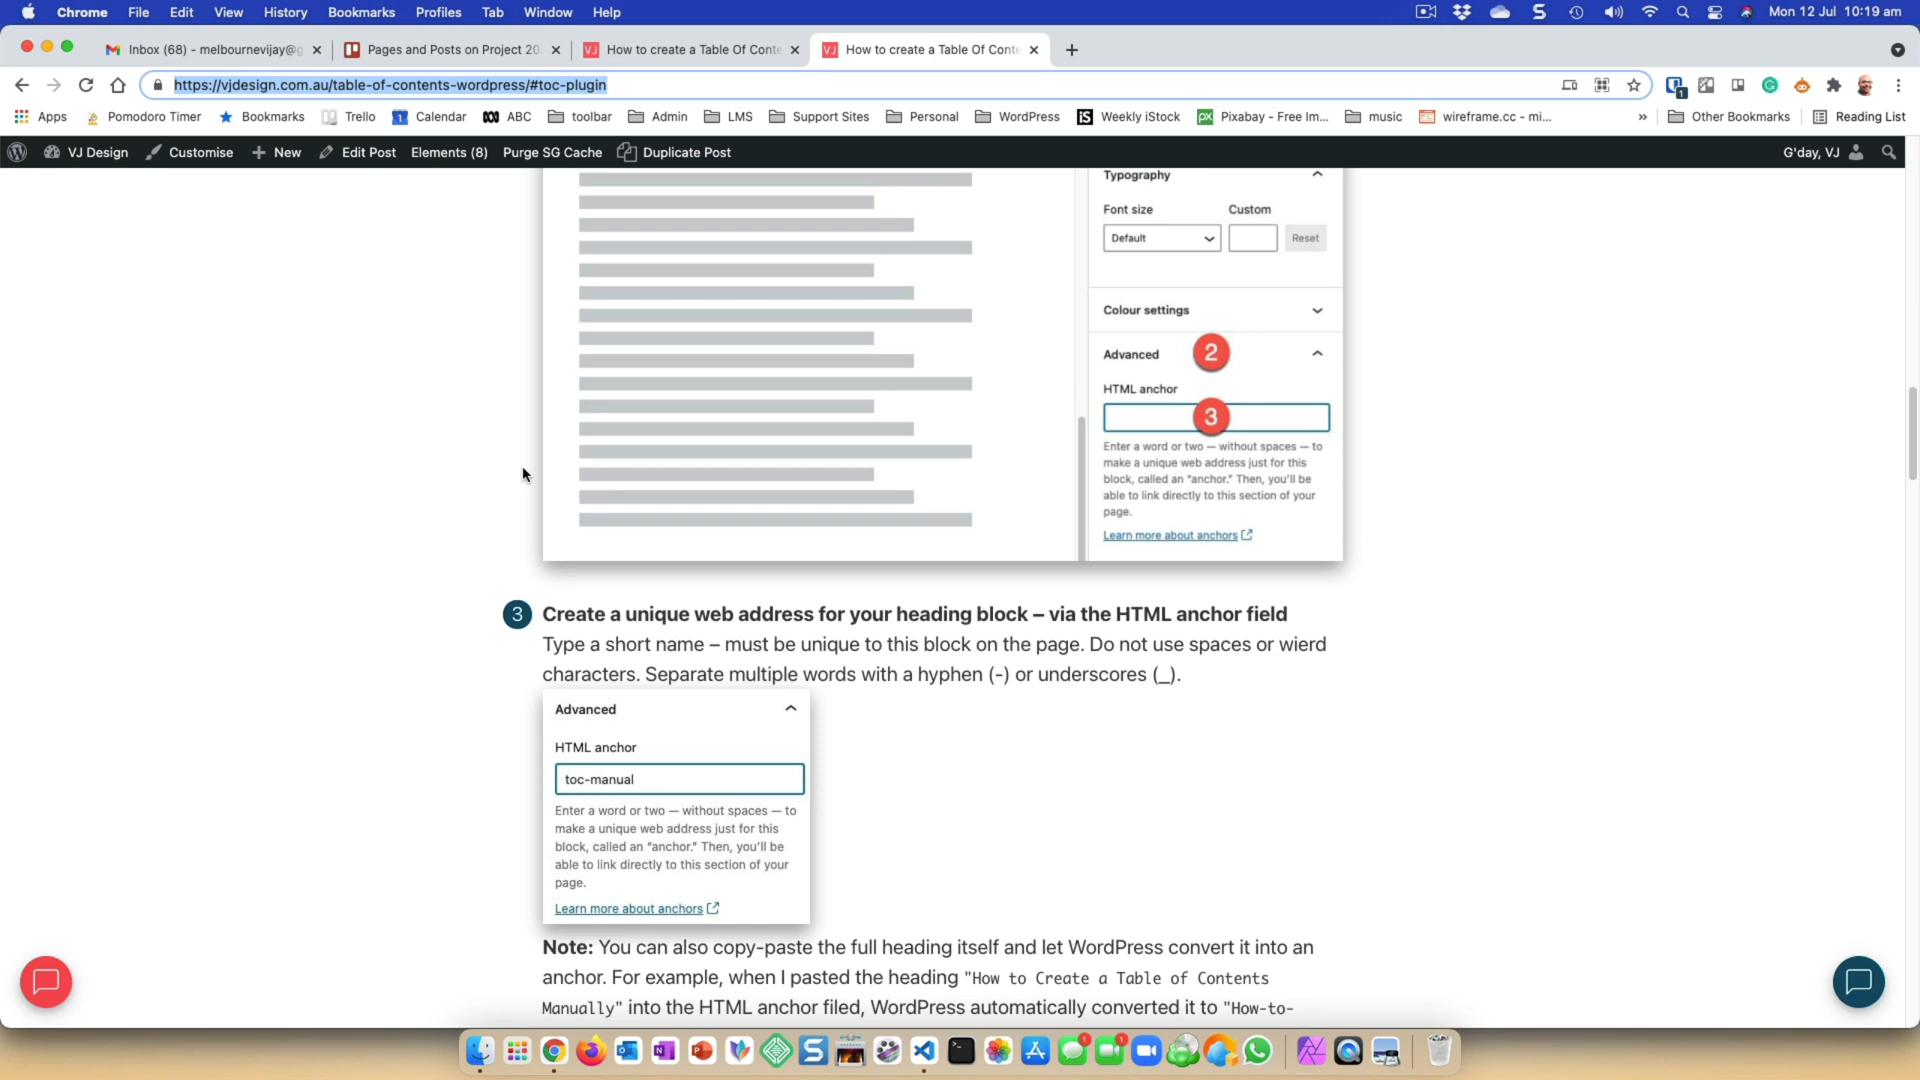 Chrome File Edit View History Bookmarks Profiles Tab Window Help Mon 12 Jul 10:19 am
Inbox (68) - melbournevijay@g Pages and Posts on Project 20 How to create a Table Of Conte How to create a Table Of Conte
https://vjdesign.com.au/table-of-contents-wordpress/#toc-plugin
Apps Pomodoro Timer Bookmarks Trello Calendar ABC toolbar Admin LMS Support Sites Personal WordPress Weekly iStock Pixabay - Free Im... music wireframe.cc - mi... » Other Bookmarks Reading List
VJ Design Customise New Edit Post Elements (8) Purge SG Cache Duplicate Post G'day, VJ
Typography
Font size Custom
Default Reset
Colour settings
Advanced 2
HTML anchor
3
Enter a word or two — without spaces — to
make a unique web address just for this
block, called an "anchor." Then, you'll be
able to link directly to this section of your
page.
Learn more about anchors
3 Create a unique web address for your heading block – via the HTML anchor field
Type a short name – must be unique to this block on the page. Do not use spaces or wierd
characters. Separate multiple words with a hyphen (-) or underscores (_).
Advanced
HTML anchor
toc-manual
Enter a word or two — without spaces — to
make a unique web address just for this
block, called an "anchor." Then, you'll be
able to link directly to this section of your
page.
Learn more about anchors
Note: You can also copy-paste the full heading itself and let WordPress convert it into an
anchor. For example, when I pasted the heading "How to Create a Table of Contents
Manually" into the HTML anchor filed, WordPress automatically converted it to "How-to-